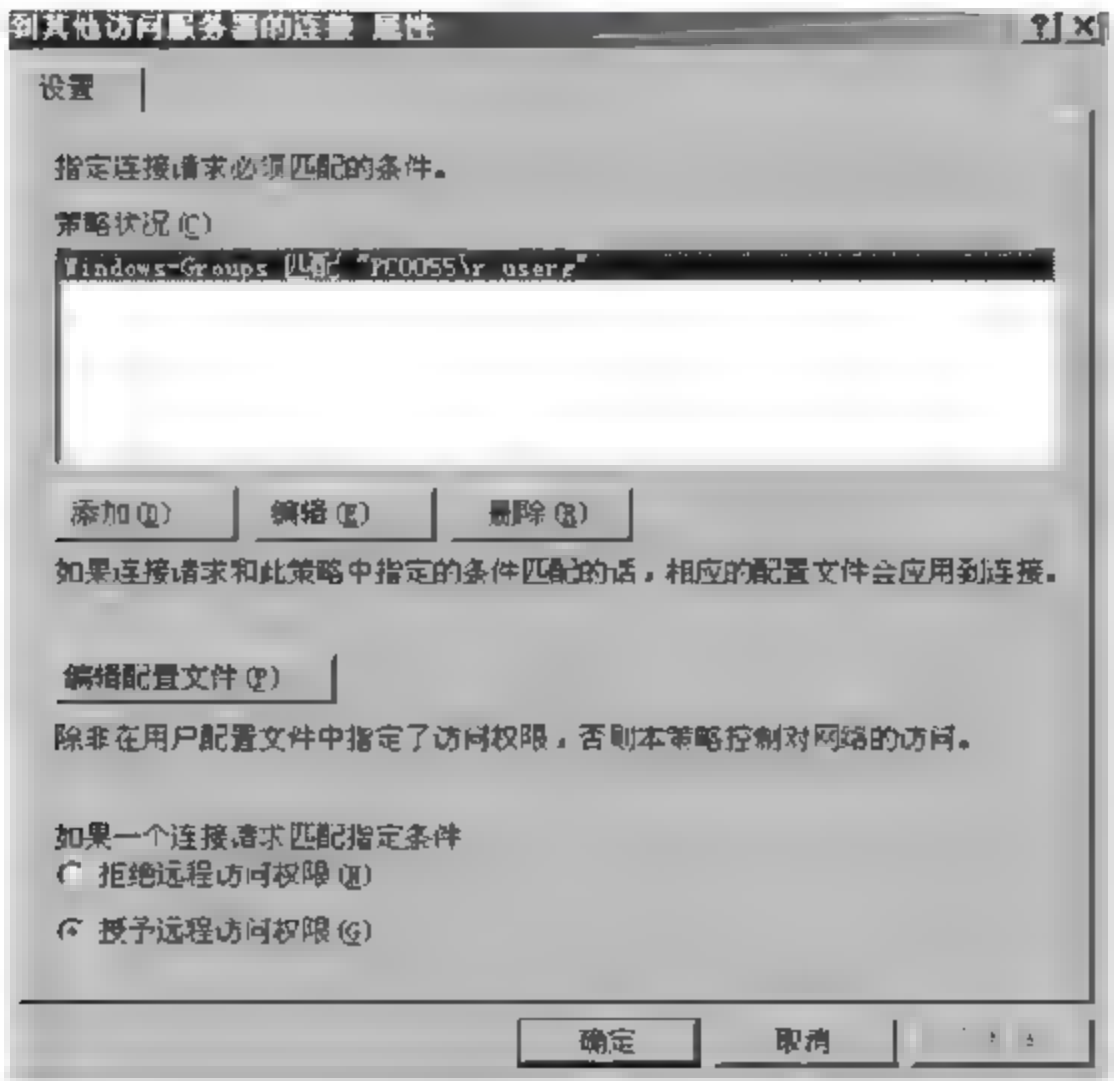 到其他访问服务器的连接 属性
设置
指定连接请求必须匹配的条件。
策略状况(C)
Windows-Groups 匹配 "PC0055\r_userg"
添加(D) 编辑(E) 删除(R)
如果连接请求和此策略中指定的条件匹配的话，相应的配置文件会应用到连接。
编辑配置文件(P)
除非在用户配置文件中指定了访问权限，否则本策略控制对网络的访问。
如果一个连接请求匹配指定条件
拒绝远程访问权限(N)
授予远程访问权限(G)
确定 取消